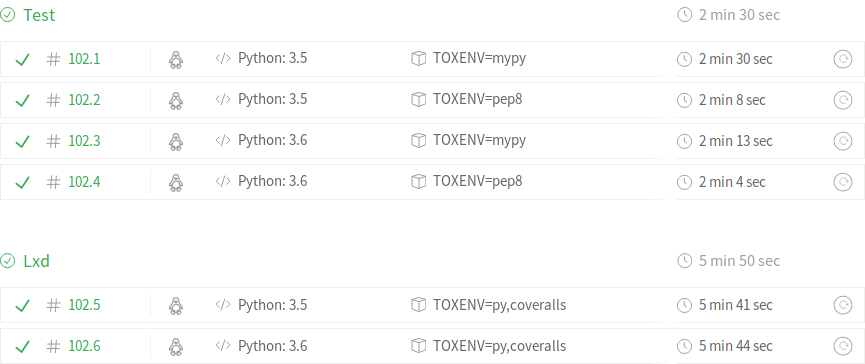 Test 2 min 30 sec
# 102.1 </> Python: 3.5 TOXENV=mypy 2 min 30 sec
# 102.2 </> Python: 3.5 TOXENV=pep8 2 min 8 sec
# 102.3 </> Python: 3.6 TOXENV=mypy 2 min 13 sec
# 102.4 </> Python: 3.6 TOXENV=pep8 2 min 4 sec
Lxd 5 min 50 sec
# 102.5 </> Python: 3.5 TOXENV=py,coveralls 5 min 41 sec
# 102.6 </> Python: 3.6 TOXENV=py,coveralls 5 min 44 sec